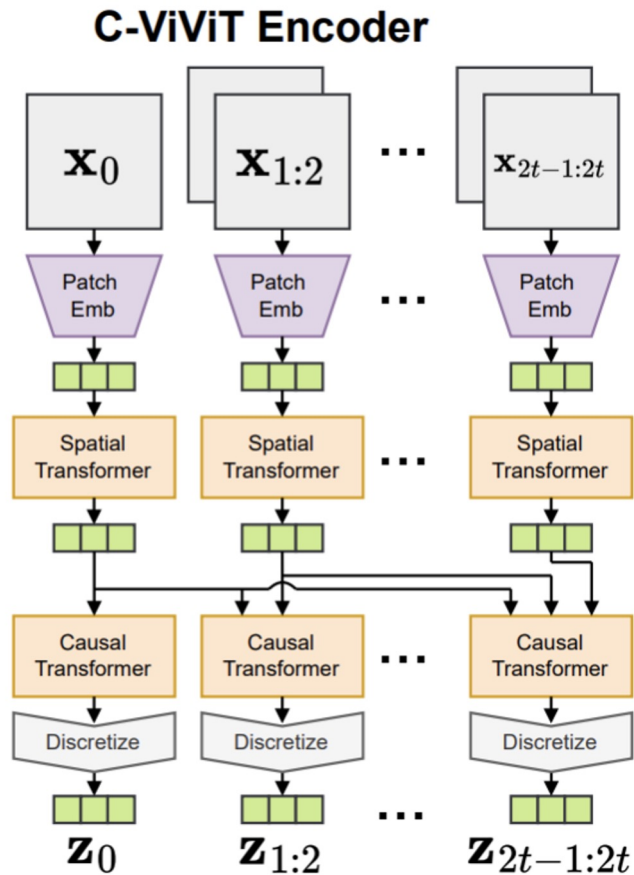 C-ViViT Encoder
x₀ x₁:₂ ... x₂ₜ₋₁:₂ₜ
Patch Emb
Patch Emb
...
Patch Emb
Spatial Transformer
Spatial Transformer
...
Spatial Transformer
Causal Transformer
Causal Transformer
...
Causal Transformer
Discretize Discretize Discretize
...
z₀ z₁:₂ z₂ₜ₋₁:₂ₜ